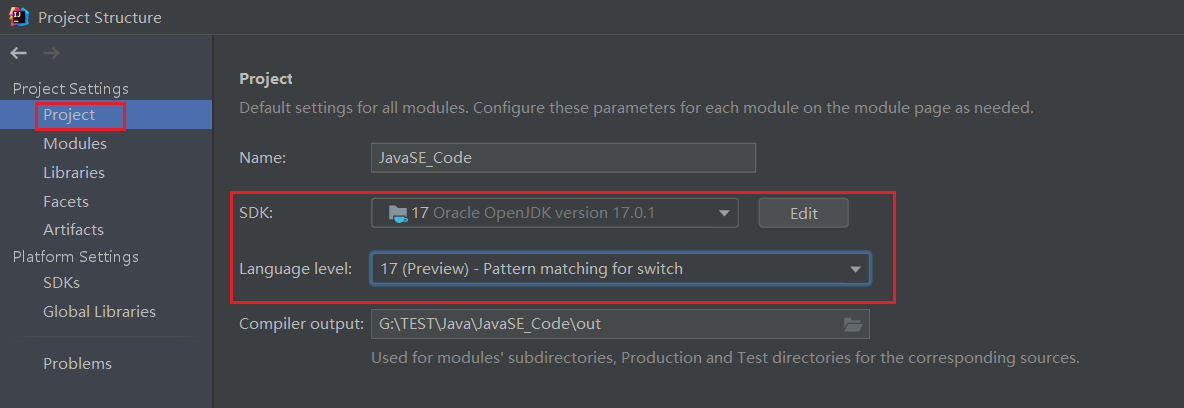 Project Structure
Project Settings
Project
Modules
Libraries
Facets
Artifacts
Platform Settings
SDKs
Global Libraries
Problems
Project
Default settings for all modules. Configure these parameters for each module on the module page as needed.
Name: JavaSE_Code
SDK: 17 Oracle OpenJDK version 17.0.1 Edit
Language level: 17 (Preview) - Pattern matching for switch
Compiler output: G:\TEST\Java\JavaSE_Code\out
Used for modules' subdirectories, Production and Test directories for the corresponding sources.